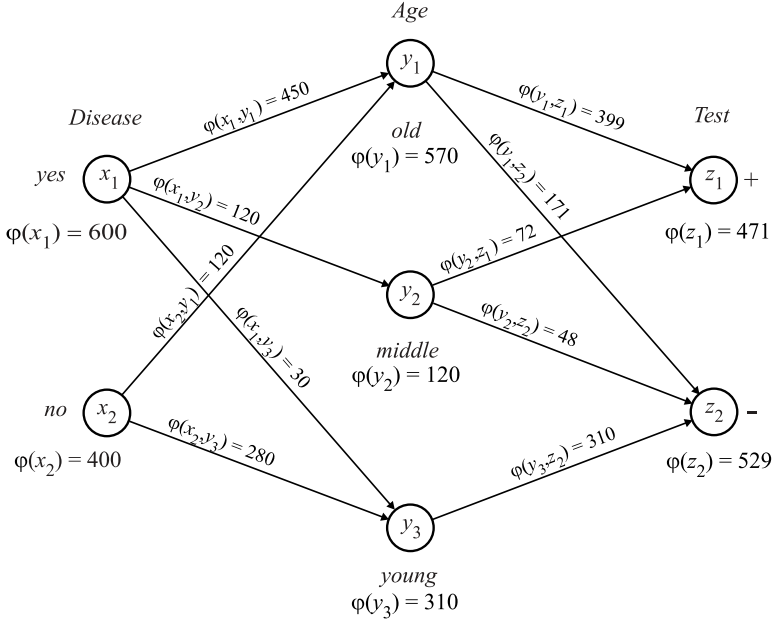 Age
y₁
φ(x₁,y₁) = 450
φ(y₁,z₁) = 399
Disease
old
Test
φ(y₁) = 570
φ(y₁,z₂) = 171
yes
x₁
z₁
+
φ(x₁,y₂) = 120
φ(x₁) = 600
φ(z₁) = 471
φ(y₂,z₁) = 72
φ(x₂,y₁) = 120
y₂
φ(x₁,y₃) = 30
φ(y₂,z₂) = 48
middle
φ(y₂) = 120
no
x₂
z₂
-
φ(x₂,y₃) = 280
φ(x₂) = 400
φ(y₃,z₂) = 310
φ(z₂) = 529
y₃
young
φ(y₃) = 310